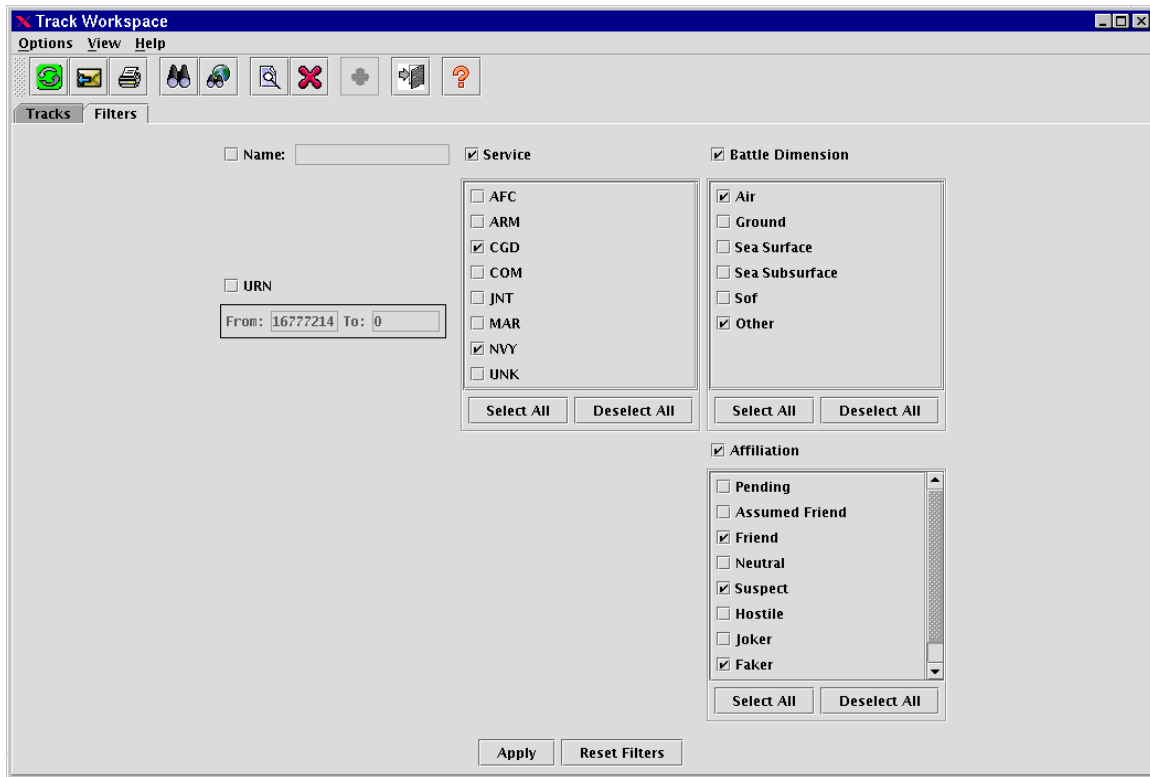 Track Workspace
Options View Help
Tracks Filters
Name: Service Battle Dimension
AFC Air
ARM Ground
CGD Sea Surface
COM Sea Subsurface
URN
JNT Sof
From: 16777214 To: 0
MAR Other
NVY
UNK
Select All Deselect All Select All Deselect All
Affiliation
Pending
Assumed Friend
Friend
Neutral
Suspect
Hostile
Joker
Faker
Select All Deselect All
Apply Reset Filters